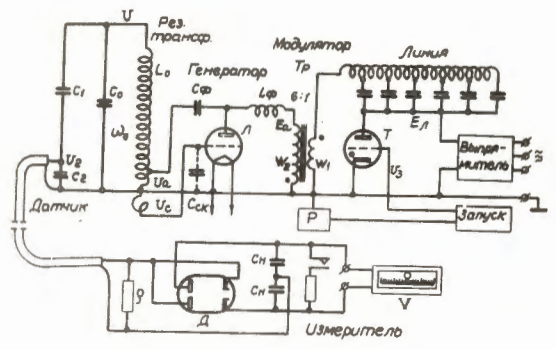 U
Рез. трансф.
Модулятор
Линия
L₀
Генератор
Тр
C₁
C₀
Cф
Lф
6:1
ω₀
Eа
Eл
Л
T
U₂
C₂
Uа
W₂
W₁
U₃
Выпря-
митель
≈
Датчик
Uс
Cск
Р
Запуск
ρ
Cн
Cн
Д
V
Измеритель